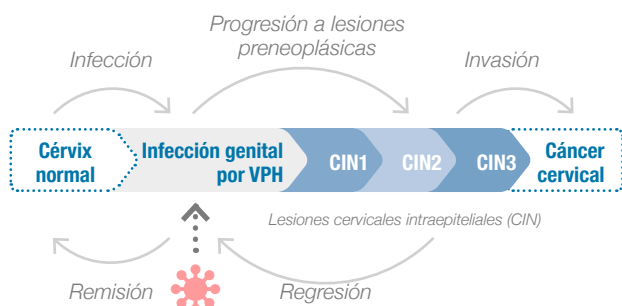 Progresión a lesiones
preneoplásicas
Infección
Invasión
Cérvix
normal
Infección genital
por VPH
CIN1
CIN2
CIN3
Cáncer
cervical
Lesiones cervicales intraepiteliales (CIN)
Remisión
Regresión